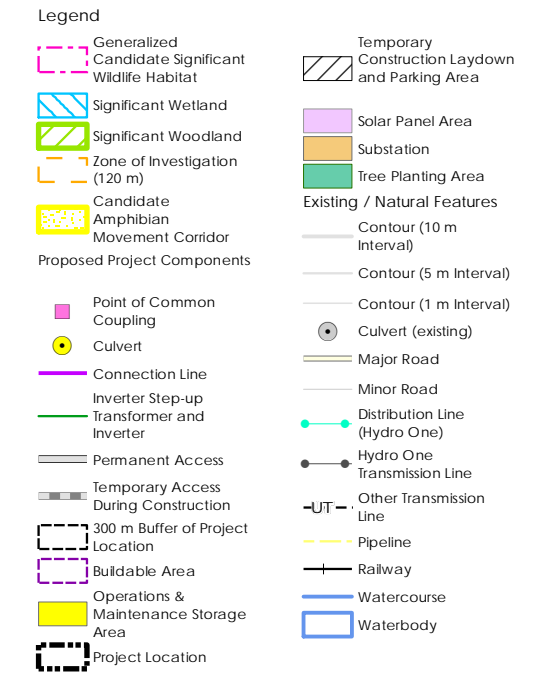 Legend
Generalized
Candidate Significant
Wildlife Habitat
Significant Wetland
Significant Woodland
Zone of Investigation
(120 m)
Candidate
Amphibian
Movement Corridor
Proposed Project Components
Point of Common
Coupling
Culvert
Connection Line
Inverter Step-up
Transformer and
Inverter
Permanent Access
Temporary Access
During Construction
300 m Buffer of Project
Location
Buildable Area
Operations &
Maintenance Storage
Area
Project Location
Temporary
Construction Laydown
and Parking Area
Solar Panel Area
Substation
Tree Planting Area
Existing / Natural Features
Contour (10 m
Interval)
Contour (5 m Interval)
Contour (1 m Interval)
Culvert (existing)
Major Road
Minor Road
Distribution Line
(Hydro One)
Hydro One
Transmission Line
UT
Other Transmission
Line
Pipeline
Railway
Watercourse
Waterbody